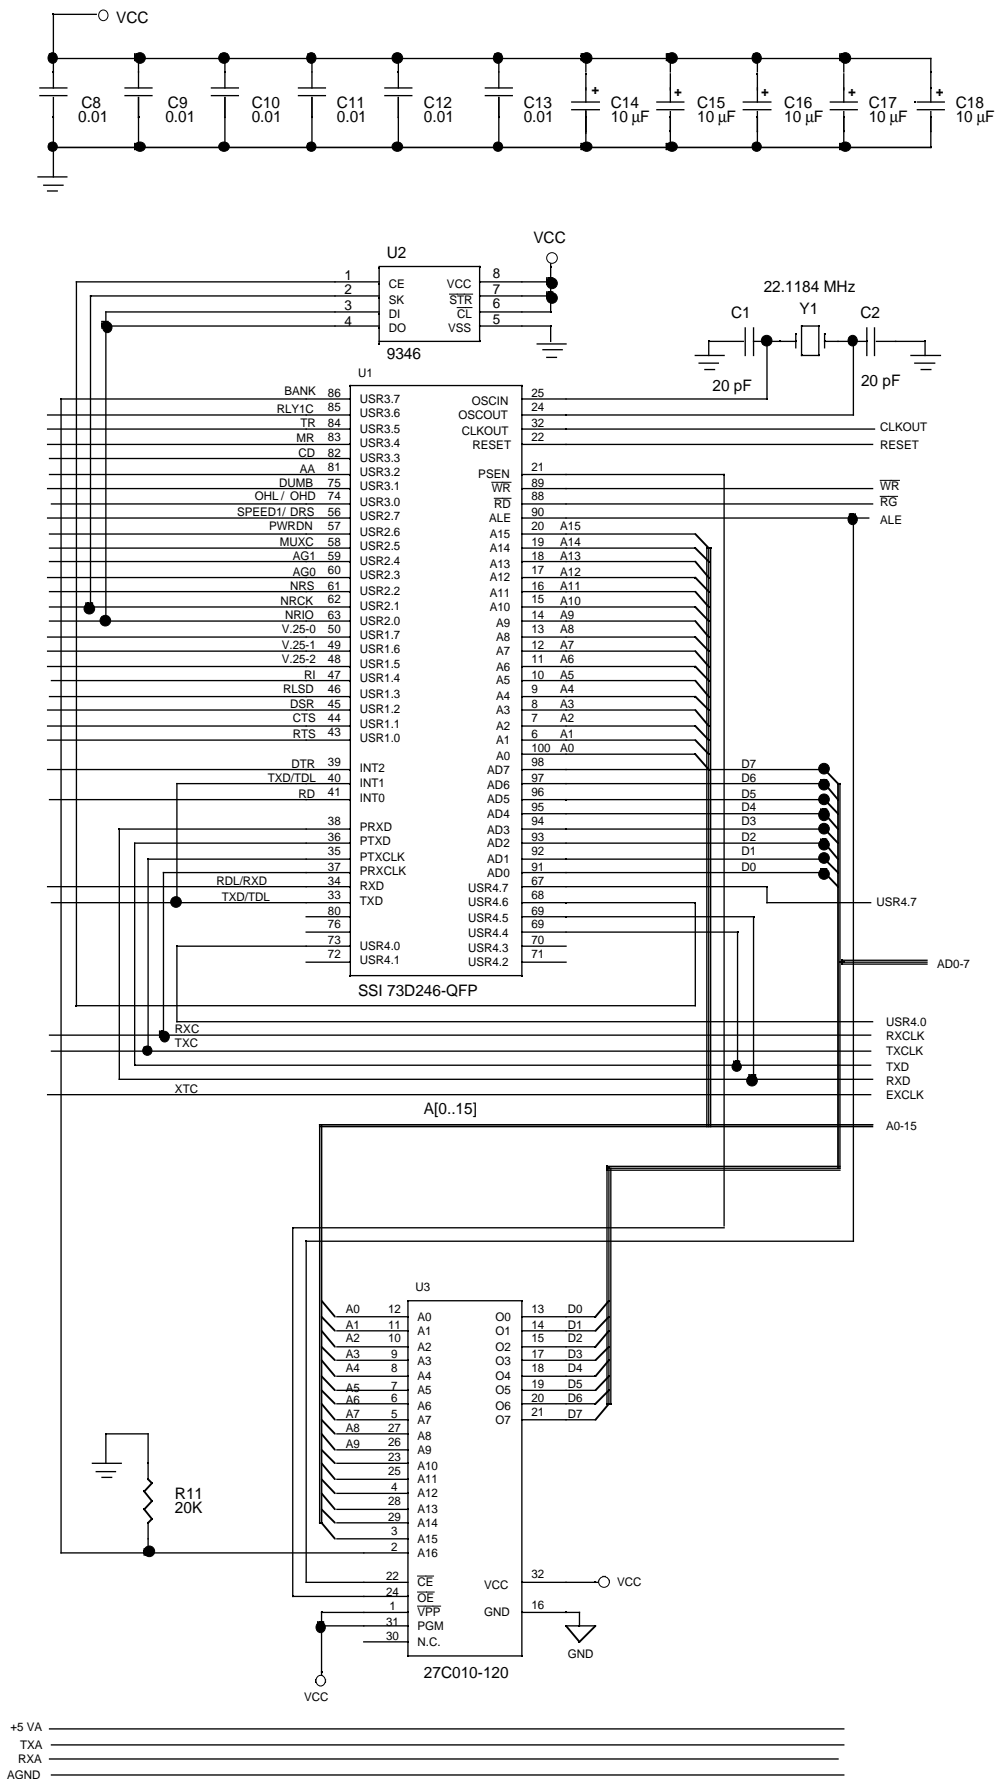 VCC
C8 C9 C10 C11 C12 C13 + C14 + C15 + C16 + C17 + C18
0.01 0.01 0.01 0.01 0.01 0.01 10 µF 10 µF 10 µF 10 µF 10 µF
U2
VCC
1 CE VCC 8
2 SK STR 7
3 DI CL 6
4 DO VSS 5
9346
22.1184 MHz
C1 Y1 C2
20 pF 20 pF
U1
BANK 86 USR3.7 OSCIN 25
RLY1C 85 USR3.6 OSCOUT 24
TR 84 USR3.5 CLKOUT 32 CLKOUT
MR 83 USR3.4 RESET 22 RESET
CD 82 USR3.3
AA 81 USR3.2 PSEN 21
DUMB 75 USR3.1 WR 89 WR
OHL / OHD 74 USR3.0 RD 88 RG
SPEED1/ DRS 56 USR2.7 ALE 90 ALE
PWRDN 57 USR2.6 A15 20 A15
MUXC 58 USR2.5 A14 19 A14
AG1 59 USR2.4 A13 18 A13
AG0 60 USR2.3 A12 17 A12
NRS 61 USR2.2 A11 16 A11
NRCK 62 USR2.1 A10 15 A10
NRIO 63 USR2.0 A9 14 A9
V.25-0 50 USR1.7 A8 13 A8
V.25-1 49 USR1.6 A7 12 A7
V.25-2 48 USR1.5 A6 11 A6
RI 47 USR1.4 A5 10 A5
RLSD 46 USR1.3 A4 9 A4
DSR 45 USR1.2 A3 8 A3
CTS 44 USR1.1 A2 7 A2
RTS 43 USR1.0 A1 6 A1
A0 100 A0
DTR 39 INT2 AD7 98 D7
TXD/TDL 40 INT1 AD6 97 D6
RD 41 INT0 AD5 96 D5
AD4 95 D4
38 PRXD AD3 94 D3
36 PTXD AD2 93 D2
35 PTXCLK AD1 92 D1
37 PRXCLK AD0 91 D0
RDL/RXD 34 RXD USR4.7 67
TXD/TDL 33 TXD USR4.6 68 USR4.7
80 USR4.5 69
76 USR4.4 69
73 USR4.0 USR4.3 70
72 USR4.1 USR4.2 71
AD0-7
SSI 73D246-QFP
USR4.0
RXC RXCLK
TXC TXCLK
TXD
RXD
XTC EXCLK
A[0..15]
A0-15
U3
A0 12 A0 O0 13 D0
A1 11 A1 O1 14 D1
A2 10 A2 O2 15 D2
A3 9 A3 O3 17 D3
A4 8 A4 O4 18 D4
A5 7 A5 O5 19 D5
A6 6 A6 O6 20 D6
A7 5 A7 O7 21 D7
A8 27 A8
A9 26 A9
23 A10
25 A11
4 A12
28 A13
29 A14
3 A15
2 A16
R11
20K
22 CE VCC 32 VCC
24 OE
1 VPP GND 16
31 PGM
30 N.C.
GND
27C010-120
VCC
+5 VA
TXA
RXA
AGND